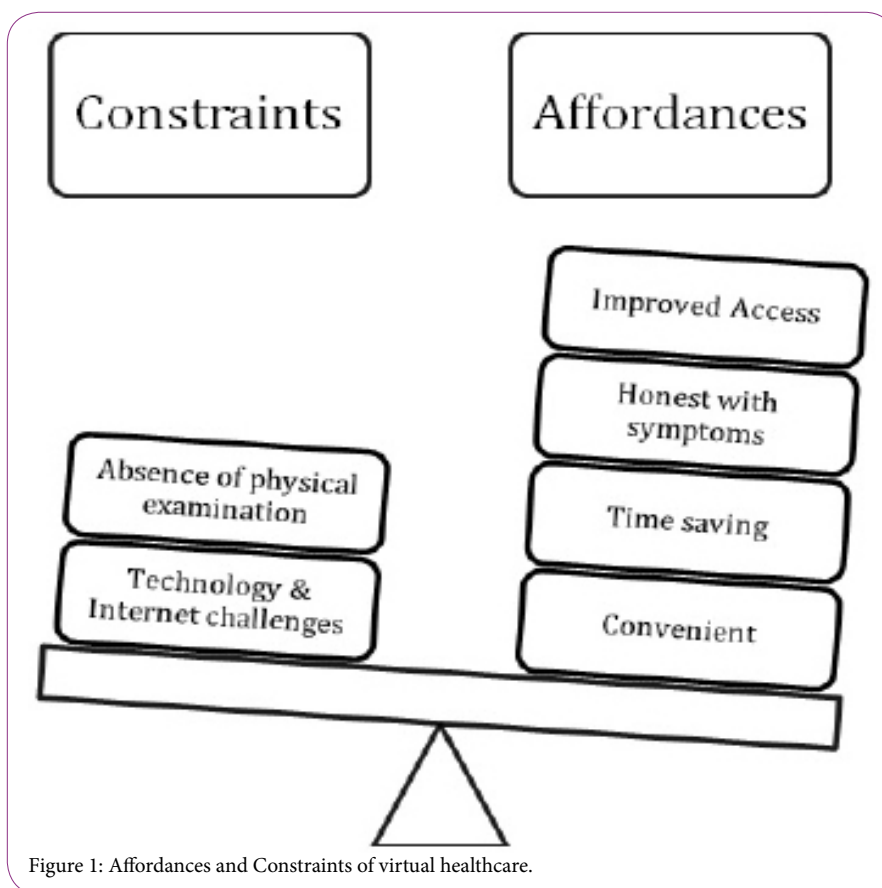 Constraints
Affordances
Improved Access
Honest with
symptoms
Time saving
Convenient
Absence of physical
examination
Technology &
Internet challenges
Figure 1: Affordances and Constraints of virtual healthcare.